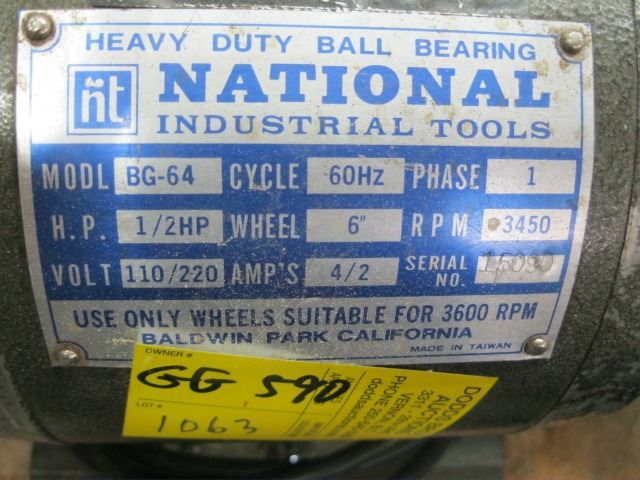 HEAVY DUTY BALL BEARING
nt NATIONAL
INDUSTRIAL TOOLS
MODL BG-64 CYCLE 60Hz PHASE 1
H.P. 1/2HP WHEEL 6" RPM 3450
VOLT 110/220 AMP'S 4/2 SERIAL NO.
USE ONLY WHEELS SUITABLE FOR 3600 RPM
BALDWIN PARK CALIFORNIA
MADE IN TAIWAN
OWNER #
GG 590
LOT #
1063